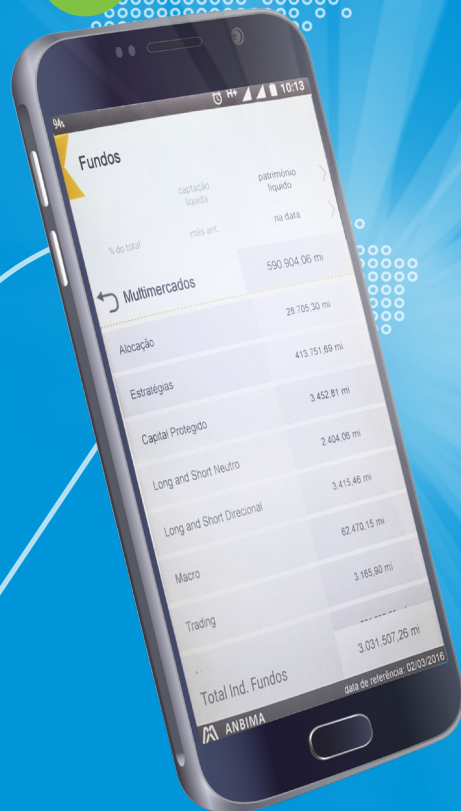 94%
H+
10:13
Fundos
captação líquida
patrimônio líquido
% do total
mês ant.
na data
Multimercados 590.904,06 mi
Alocação 28.705,30 mi
Estratégias 413.751,69 mi
Capital Protegido 3.452,81 mi
Long and Short Neutro 2.404,06 mi
Long and Short Direcional 3.415,46 mi
Macro 62.470,15 mi
Trading 3.165,90 mi
Total Ind. Fundos 3.031.507,26 mi
ANBIMA data de referência: 02/03/2016